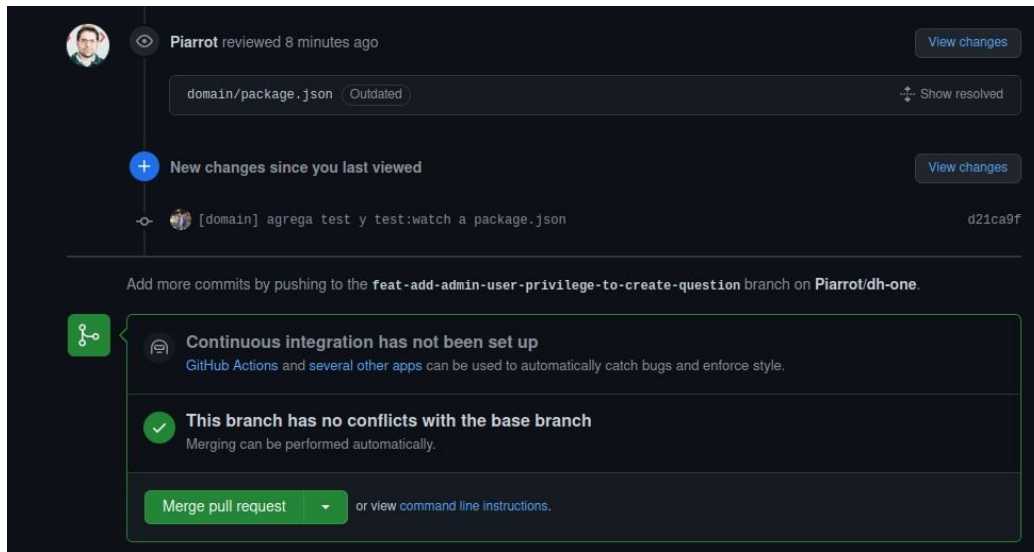 Piarrot reviewed 8 minutes ago
View changes
domain/package.json Outdated
Show resolved
New changes since you last viewed
View changes
[domain] agrega test y test:watch a package.json
d21ca9f
Add more commits by pushing to the feat-add-admin-user-privilege-to-create-question branch on Piarrot/dh-one.
Continuous integration has not been set up
GitHub Actions and several other apps can be used to automatically catch bugs and enforce style.
This branch has no conflicts with the base branch
Merging can be performed automatically.
Merge pull request
or view command line instructions.